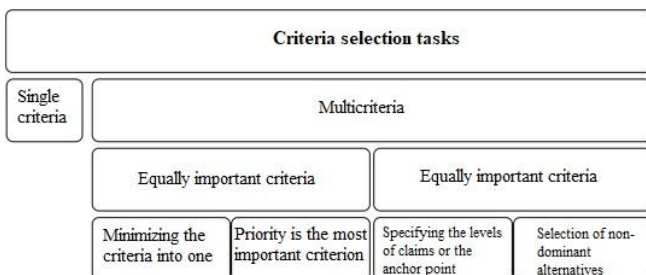 Criteria selection tasks
Single
criteria
Multicriteria
Equally important criteria
Equally important criteria
Minimizing the
criteria into one
Priority is the most
important criterion
Specifying the levels
of claims or the
anchor point
Selection of non-
dominant
alternatives